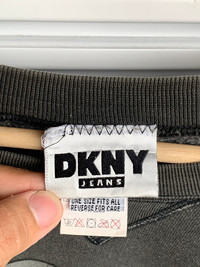 DKNY
JEANS
ONE SIZE FITS ALL
REVERSE FOR CARE